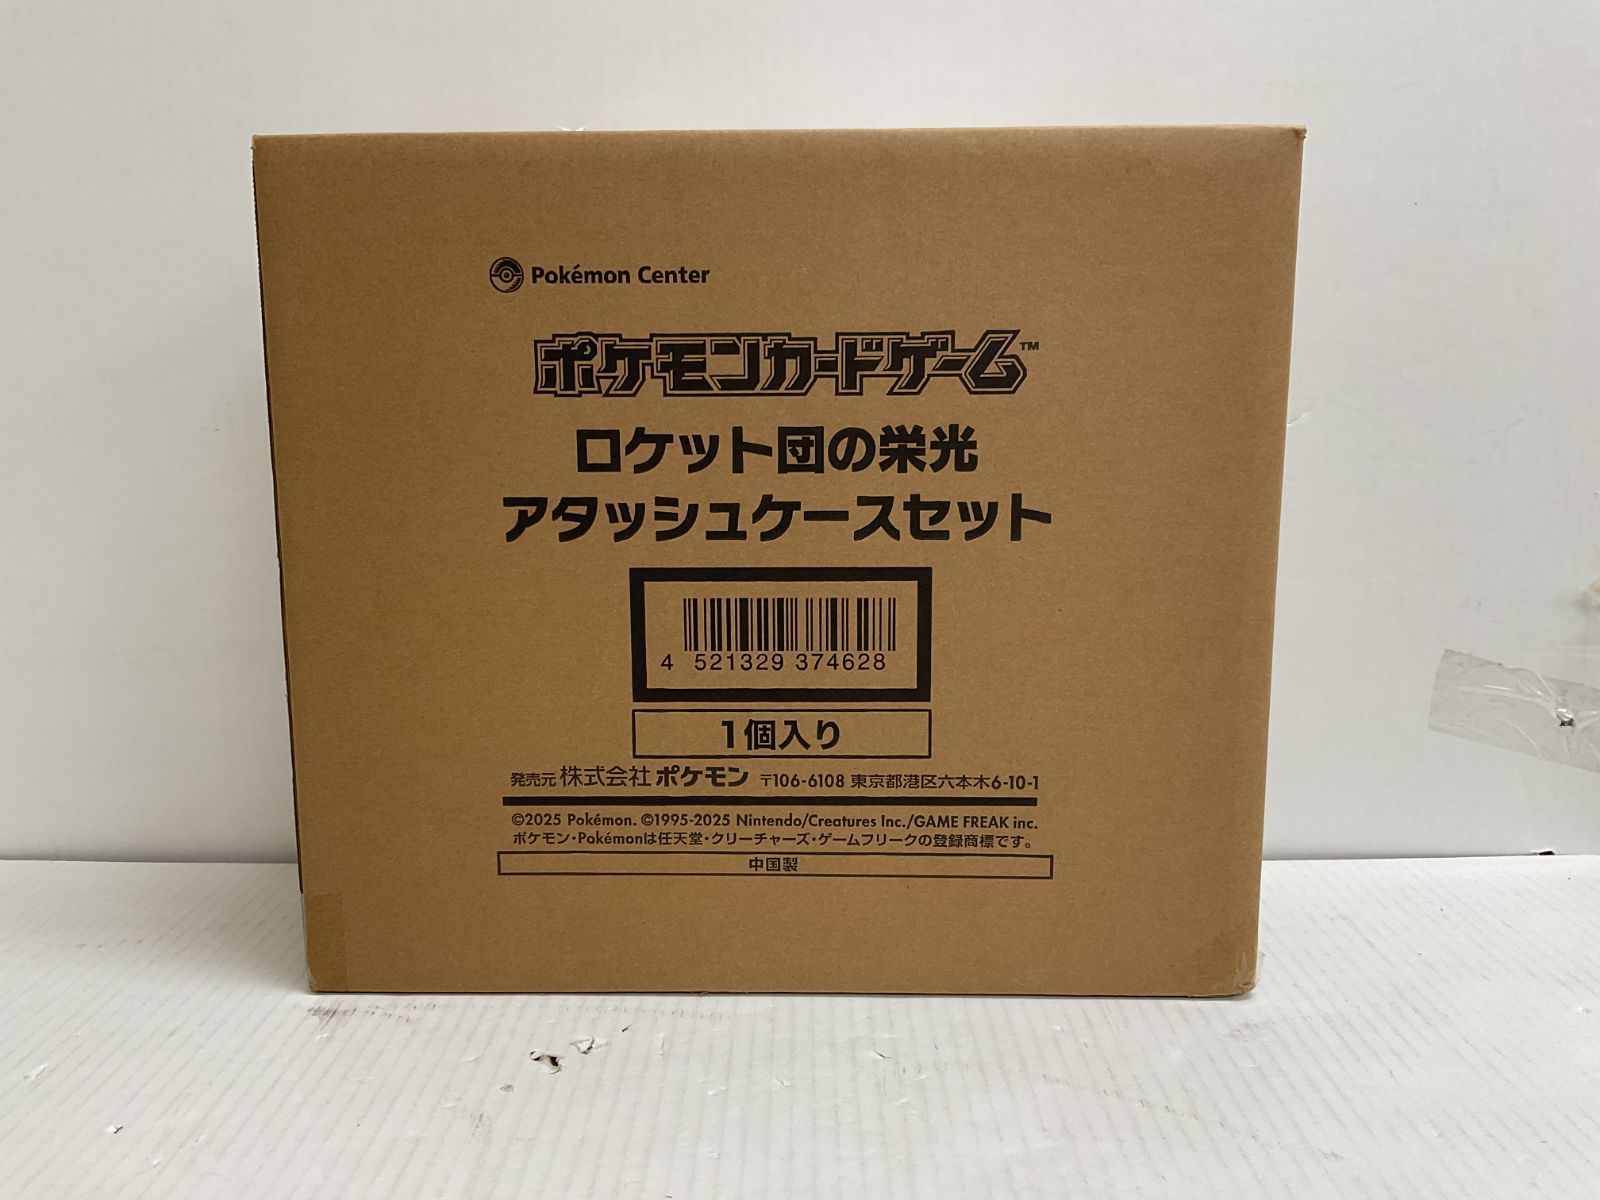 Pokémon Center
ポケモンカードゲーム™
ロケット団の栄光
アタッシュケースセット
4 521329 374628
1個入り
発売元 株式会社 ポケモン 〒106-6108 東京都港区六本木6-10-1
©2025 Pokémon. ©1995-2025 Nintendo/Creatures Inc./GAME FREAK inc.
ポケモン・Pokémonは任天堂・クリーチャーズ・ゲームフリークの登録商標です。
中国製